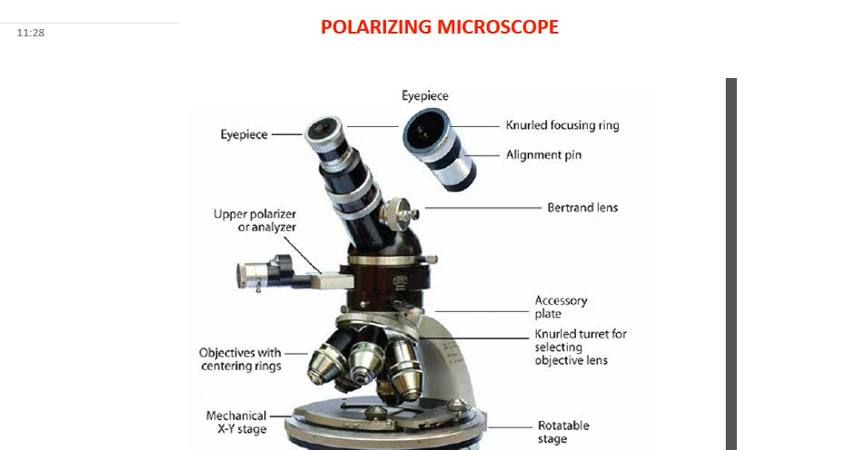 POLARIZING MICROSCOPE
11:28
Eyepiece
Eyepiece
Knurled focusing ring
Alignment pin
Bertrand lens
Upper polarizer
or analyzer
Accessory
plate
Knurled turret for
selecting
objective lens
Objectives with
centering rings
Mechanical
X-Y stage
Rotatable
stage